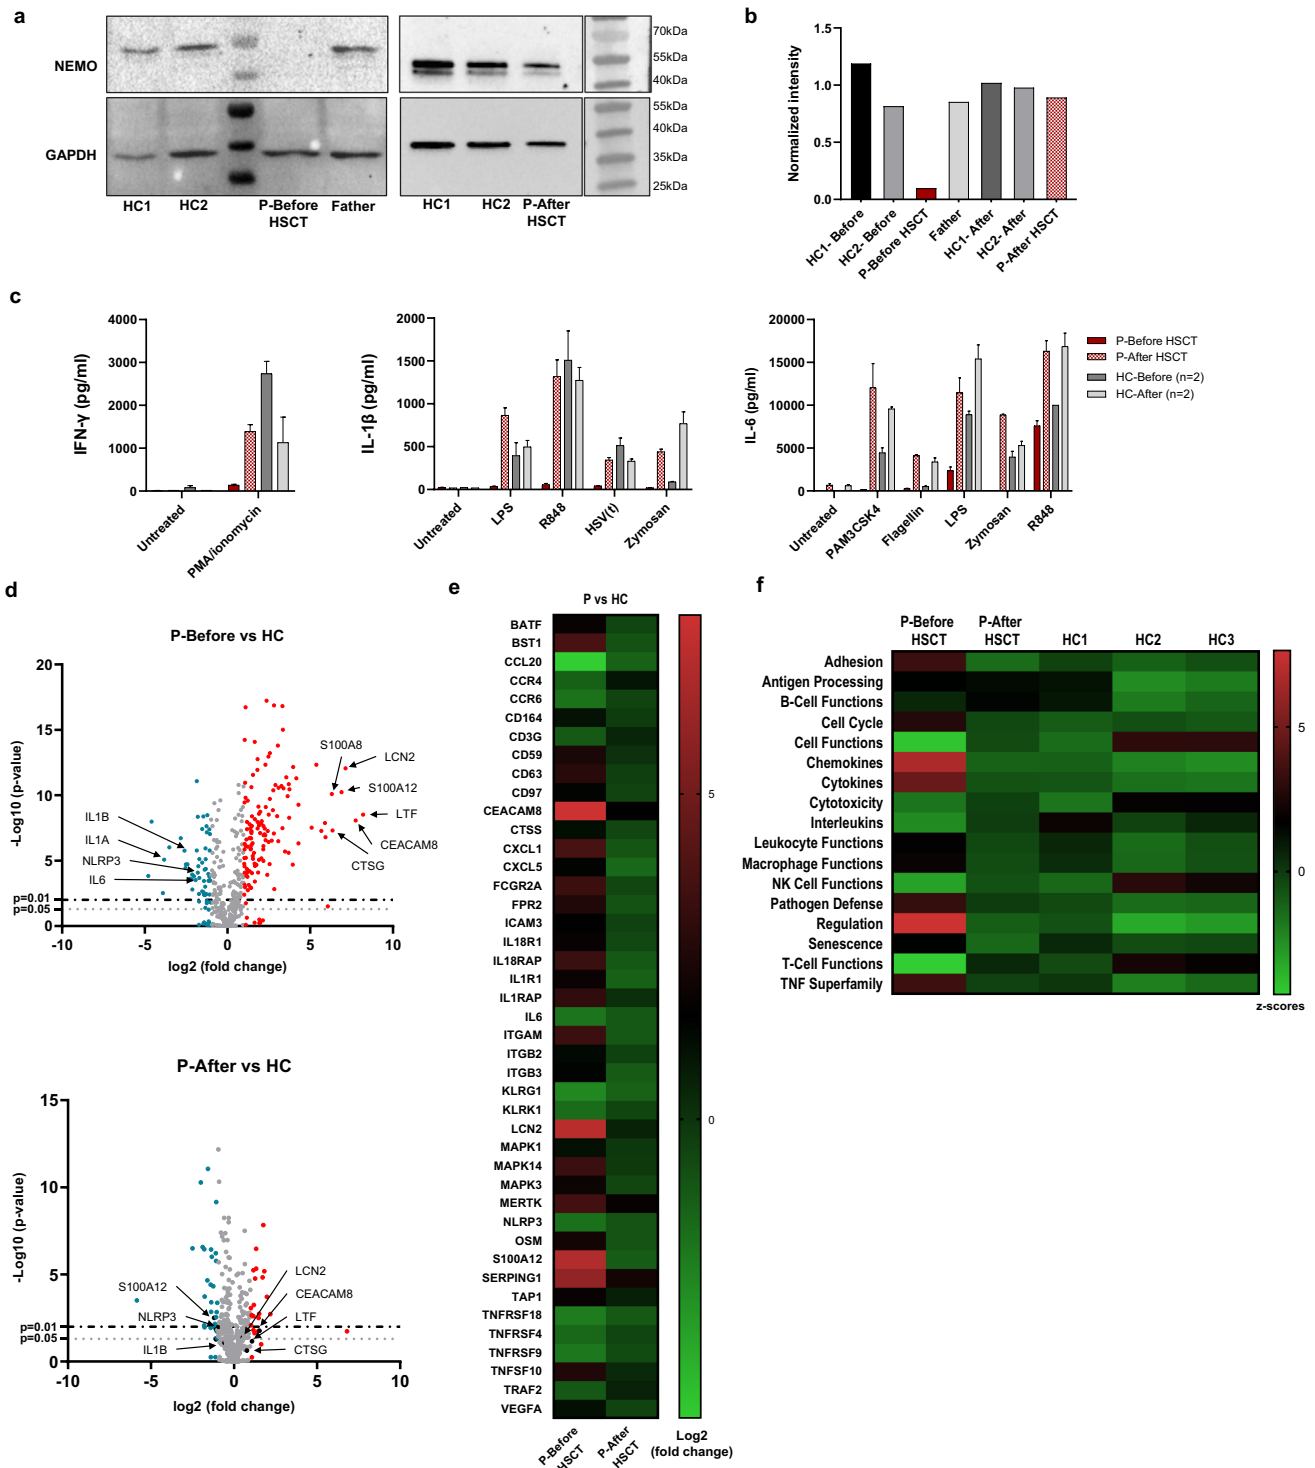 a
NEMO
GAPDH
HC1
HC2
P-Before
HSCT
Father
HC1
HC2
P-After
HSCT
70kDa
55kDa
40kDa
55kDa
40kDa
35kDa
25kDa
b
Normalized intensity
1.5
1.0
0.5
0.0
HC1- Before
HC2- Before
P-Before HSCT
Father
HC1- After
HC2- After
P-After HSCT
c
IFN-γ (pg/ml)
4000
3000
2000
1000
0
Untreated
PMA/ionomycin
IL-1β (pg/ml)
2000
1500
1000
500
0
Untreated
LPS
R848
HSV(t)
Zymosan
IL-6 (pg/ml)
20000
15000
10000
5000
0
Untreated
PAM3CSK4
Flagellin
LPS
Zymosan
R848
P-Before HSCT
P-After HSCT
HC-Before (n=2)
HC-After (n=2)
d
P-Before vs HC
-Log10 (p-value)
20
15
10
5
p=0.01
p=0.05
0
-10
-5
0
5
10
log2 (fold change)
S100A8
LCN2
S100A12
LTF
CEACAM8
CTSG
IL1B
IL1A
NLRP3
IL6
P-After vs HC
-Log10 (p-value)
15
10
5
p=0.01
p=0.05
0
-10
-5
0
5
10
log2 (fold change)
S100A12
NLRP3
IL1B
LCN2
CEACAM8
LTF
CTSG
e
P vs HC
BATF
BST1
CCL20
CCR4
CCR6
CD164
CD3G
CD59
CD63
CD97
CEACAM8
CTSS
CXCL1
CXCL5
FCGR2A
FPR2
ICAM3
IL18R1
IL18RAP
IL1R1
IL1RAP
IL6
ITGAM
ITGB2
ITGB3
KLRG1
KLRK1
LCN2
MAPK1
MAPK14
MAPK3
MERTK
NLRP3
OSM
S100A12
SERPING1
TAP1
TNFRSF18
TNFRSF4
TNFRSF9
TNFSF10
TRAF2
VEGFA
P-Before
HSCT
P-After
HSCT
5
0
Log2
(fold change)
f
P-Before
HSCT
P-After
HSCT
HC1
HC2
HC3
Adhesion
Antigen Processing
B-Cell Functions
Cell Cycle
Cell Functions
Chemokines
Cytokines
Cytotoxicity
Interleukins
Leukocyte Functions
Macrophage Functions
NK Cell Functions
Pathogen Defense
Regulation
Senescence
T-Cell Functions
TNF Superfamily
5
0
z-scores